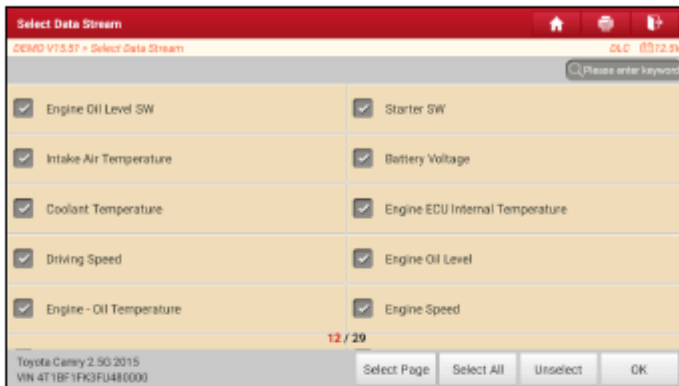 Select Data Stream
DEMO V15.51 > Select Data Stream
DLC 12.5V
Please enter keyword
Engine Oil Level SW
Starter SW
Intake Air Temperature
Battery Voltage
Coolant Temperature
Engine ECU Internal Temperature
Driving Speed
Engine Oil Level
Engine - Oil Temperature
Engine Speed
12 / 29
Toyota Camry 2.5G 2015
VIN 4T1BF1FK3FU480000
Select Page
Select All
Unselect
OK